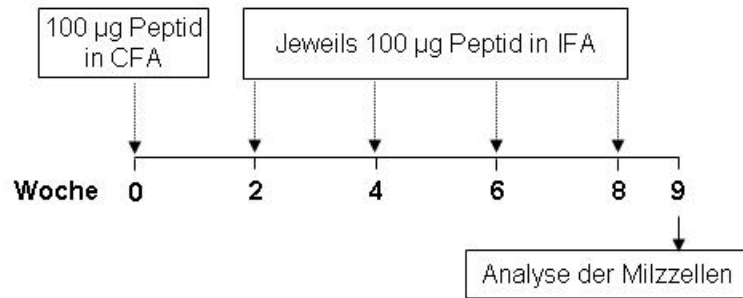 100 µg Peptid
in CFA
Jeweils 100 µg Peptid in IFA
Woche 0 2 4 6 8 9
Analyse der Milzzellen